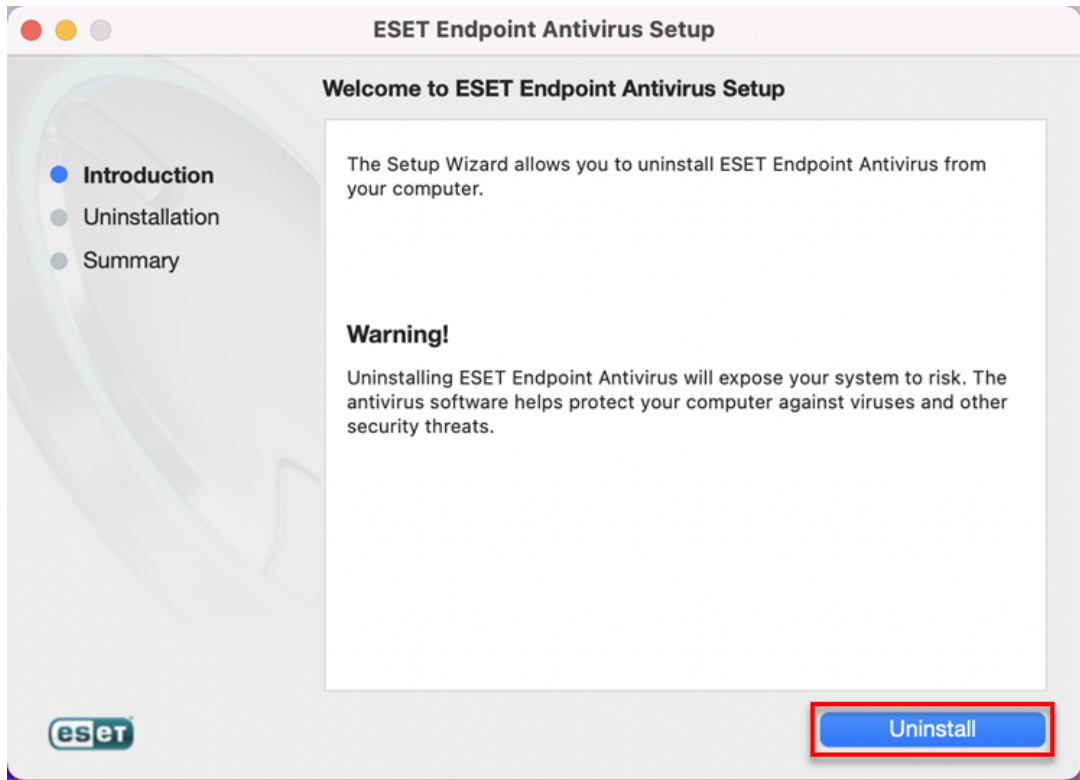 ESET Endpoint Antivirus Setup
Welcome to ESET Endpoint Antivirus Setup
Introduction
Uninstallation
Summary
The Setup Wizard allows you to uninstall ESET Endpoint Antivirus from
your computer.
Warning!
Uninstalling ESET Endpoint Antivirus will expose your system to risk. The
antivirus software helps protect your computer against viruses and other
security threats.
eseT
Uninstall